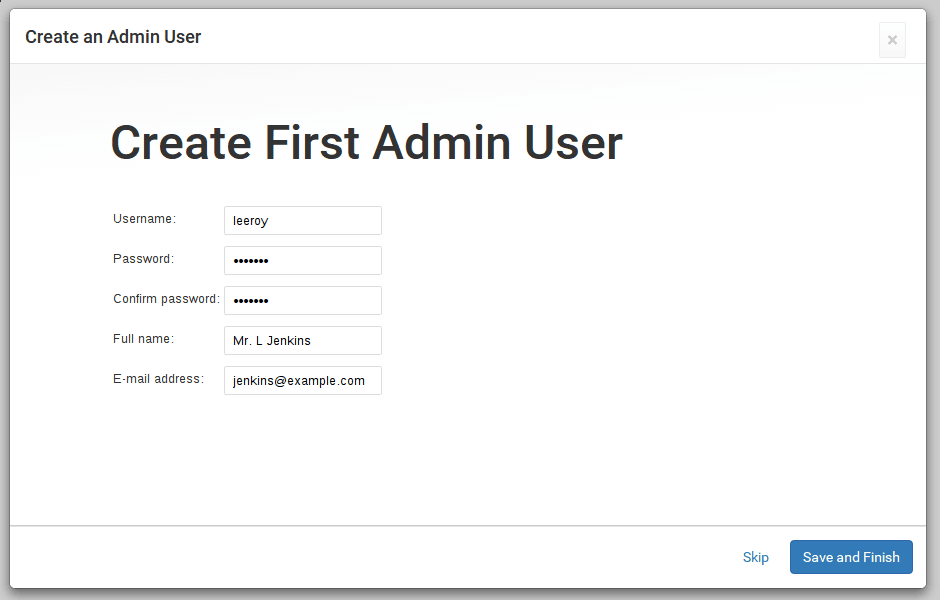 Create an Admin User
×
Create First Admin User
Username: leeroy
Password: •••••••
Confirm password: •••••••
Full name: Mr. L Jenkins
E-mail address: jenkins@example.com
Skip Save and Finish